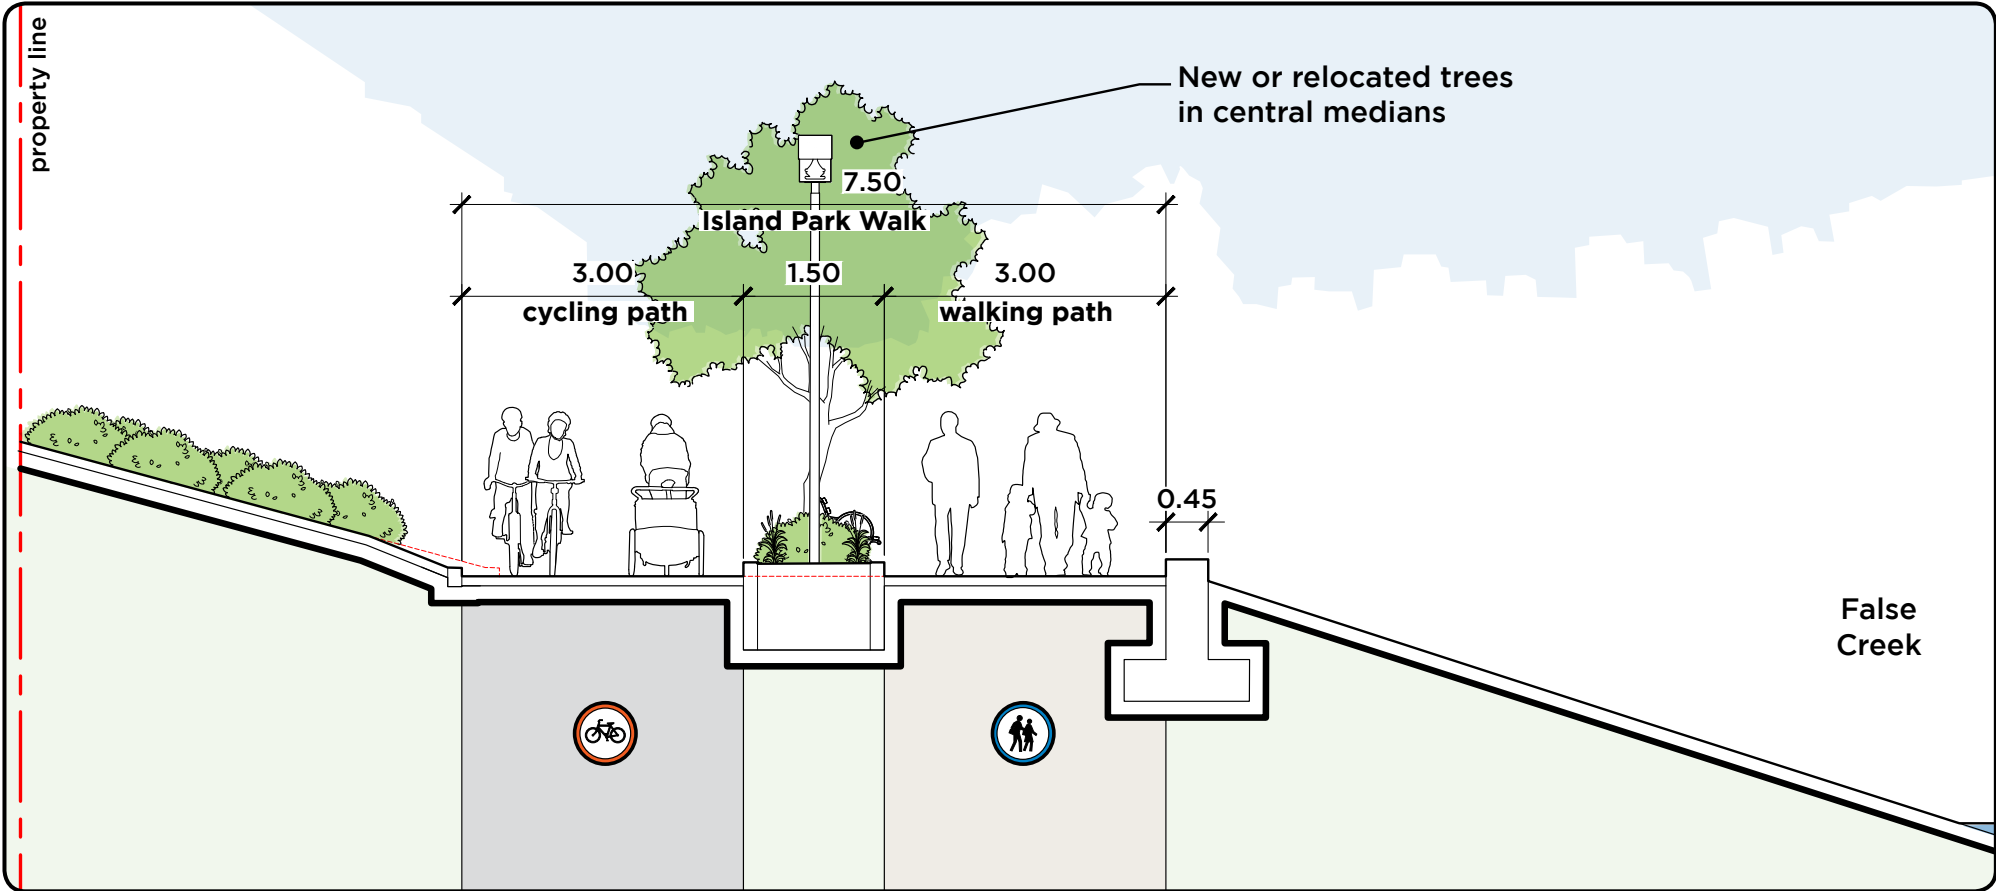 property line
New or relocated trees
in central medians
7.50
Island Park Walk
3.00
1.50
3.00
cycling path
walking path
0.45
False
Creek